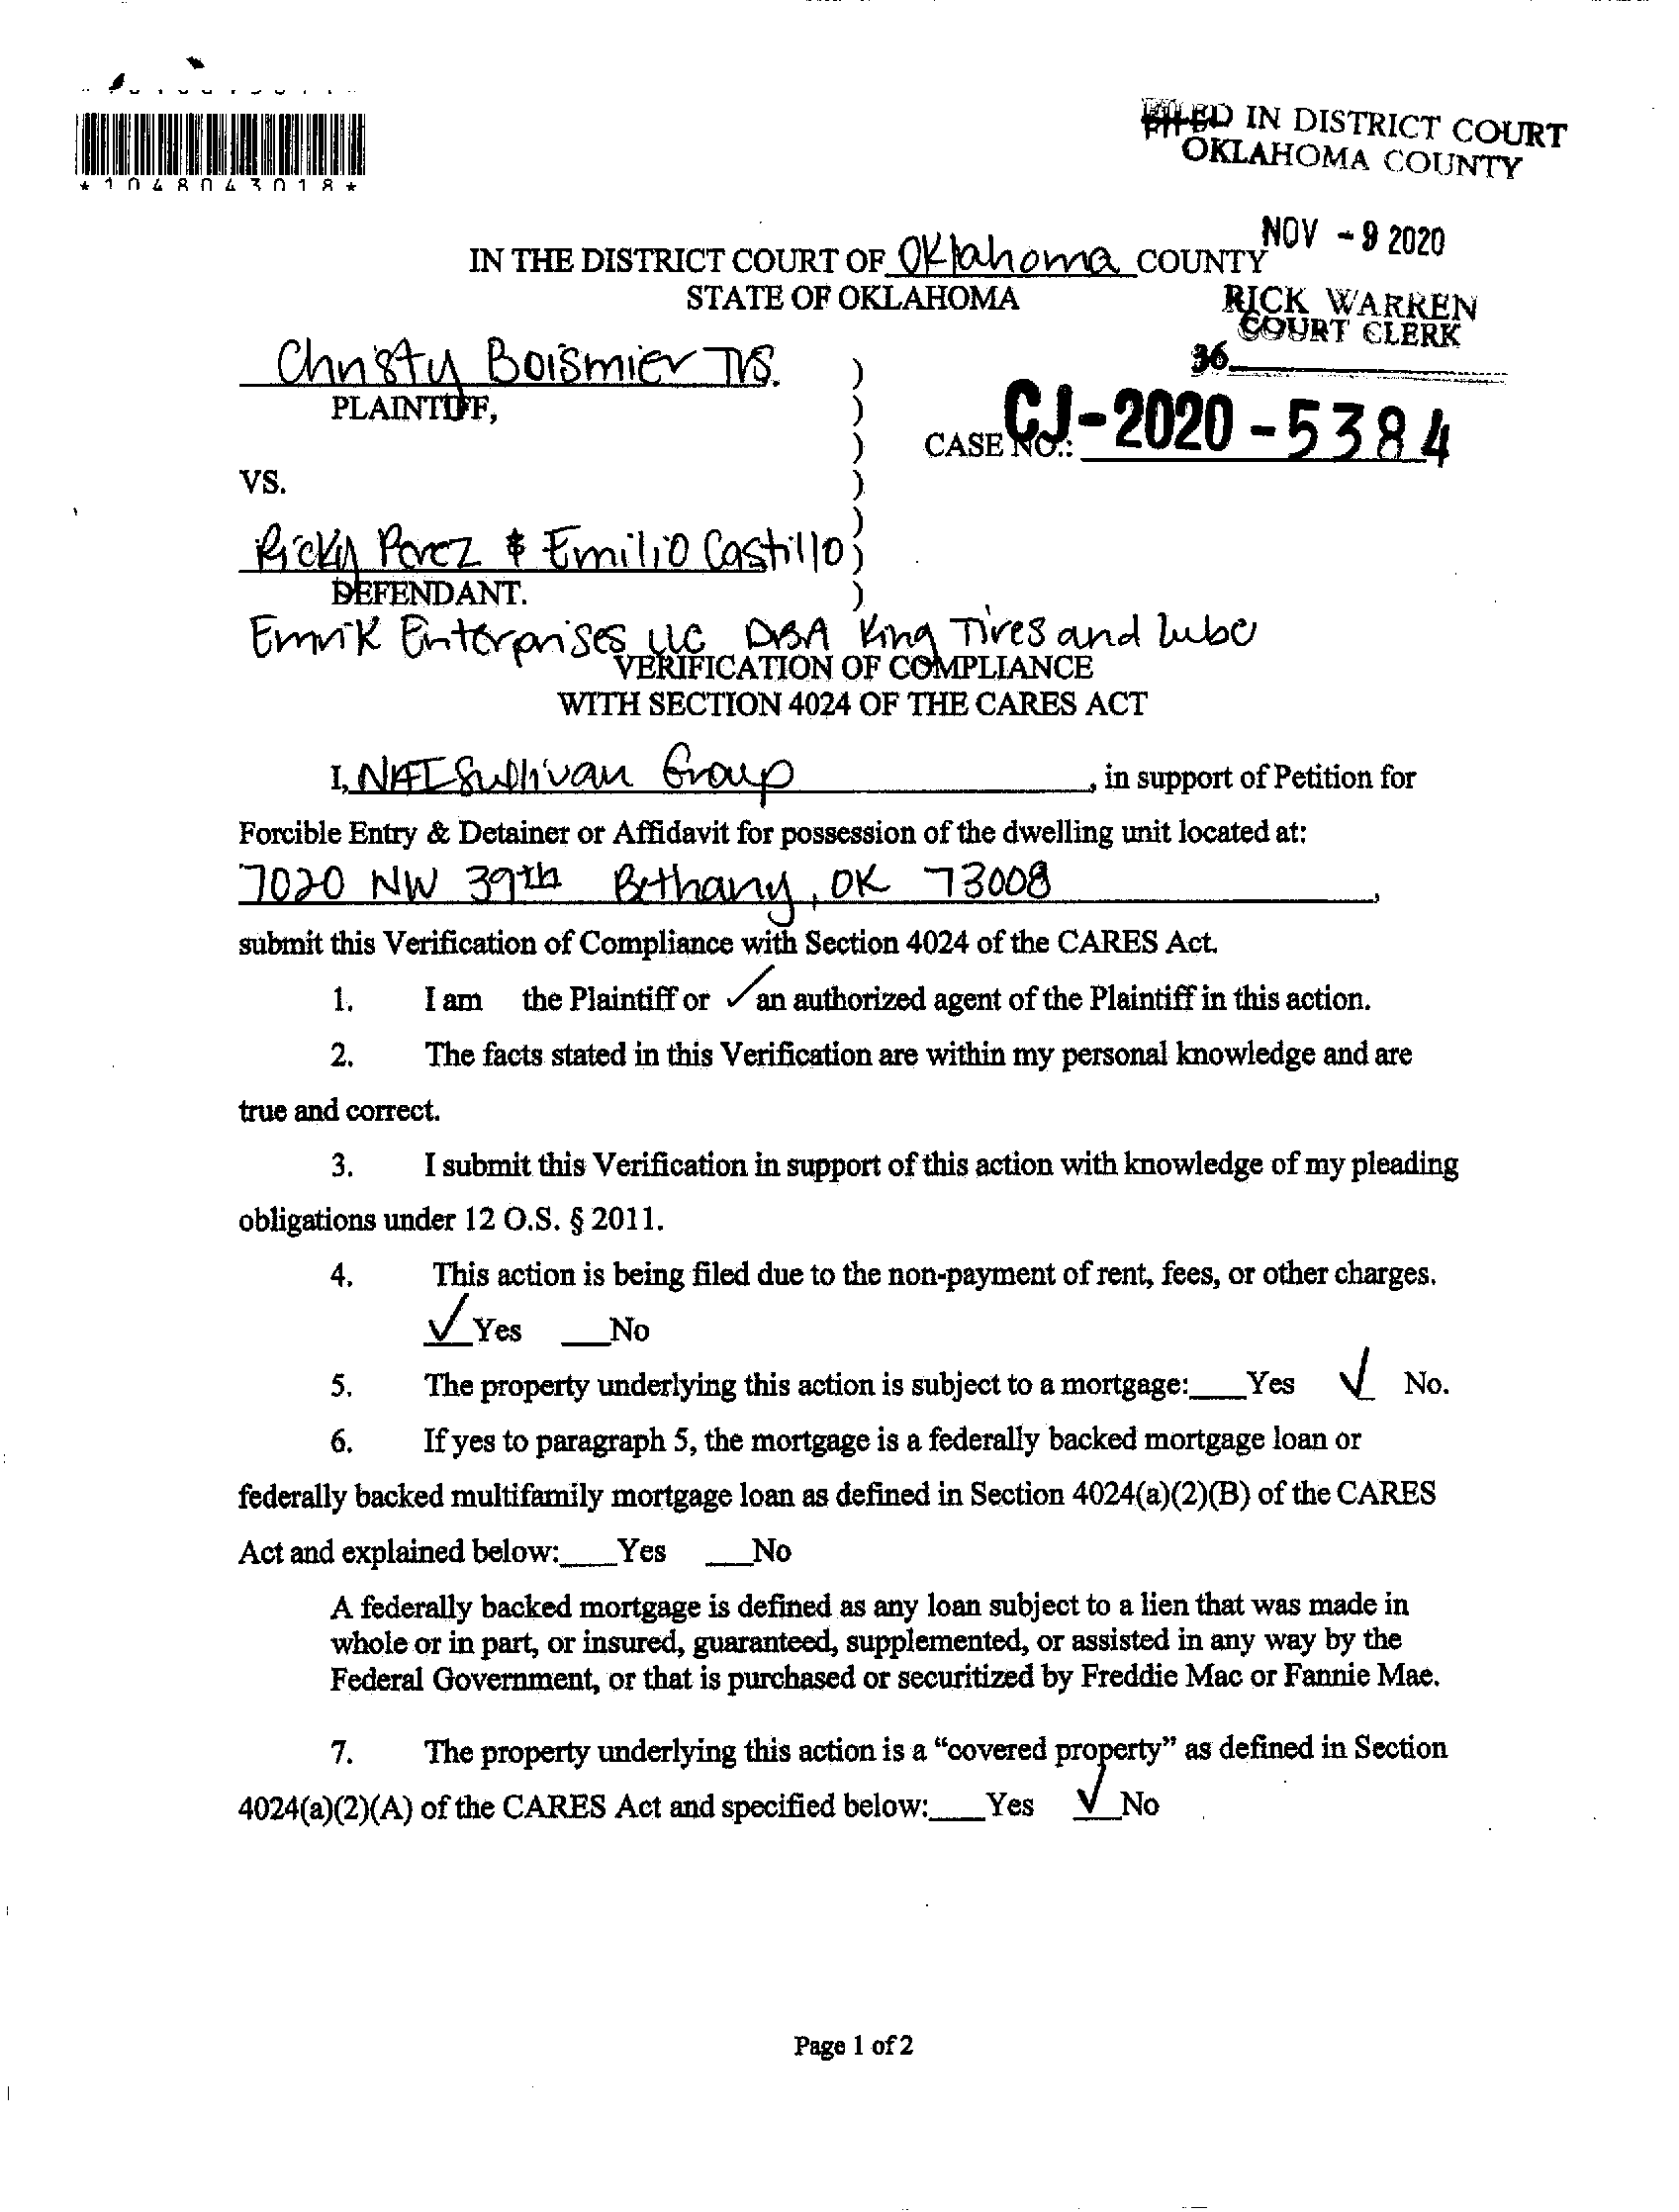 *1048043018*
FILED IN DISTRICT COURT
OKLAHOMA COUNTY
NOV - 9 2020
IN THE DISTRICT COURT OF Oklahoma COUNTY
STATE OF OKLAHOMA
RICK WARREN
COURT CLERK
36
Christy Boismier TVS. )
PLAINTIFF, )
CASE NO.: CJ-2020-5384
)
VS. )
)
Ricky Perez & Emilio Castillo )
DEFENDANT. )
Emrik Enterprises LLC DBA King Tires and lube
VERIFICATION OF COMPLIANCE
WITH SECTION 4024 OF THE CARES ACT
I, NAI Sullivan Group, in support of Petition for
Forcible Entry & Detainer or Affidavit for possession of the dwelling unit located at:
7020 NW 39th Bethany, OK 73008,
submit this Verification of Compliance with Section 4024 of the CARES Act.
1. I am the Plaintiff or ✓ an authorized agent of the Plaintiff in this action.
2. The facts stated in this Verification are within my personal knowledge and are
true and correct.
3. I submit this Verification in support of this action with knowledge of my pleading
obligations under 12 O.S. § 2011.
4. This action is being filed due to the non-payment of rent, fees, or other charges.
✓ Yes ___No
5. The property underlying this action is subject to a mortgage:___Yes ✓ No.
6. If yes to paragraph 5, the mortgage is a federally backed mortgage loan or
federally backed multifamily mortgage loan as defined in Section 4024(a)(2)(B) of the CARES
Act and explained below:___Yes ___No
A federally backed mortgage is defined as any loan subject to a lien that was made in
whole or in part, or insured, guaranteed, supplemented, or assisted in any way by the
Federal Government, or that is purchased or securitized by Freddie Mac or Fannie Mae.
7. The property underlying this action is a “covered property” as defined in Section
4024(a)(2)(A) of the CARES Act and specified below:___Yes ✓ No
Page 1 of 2